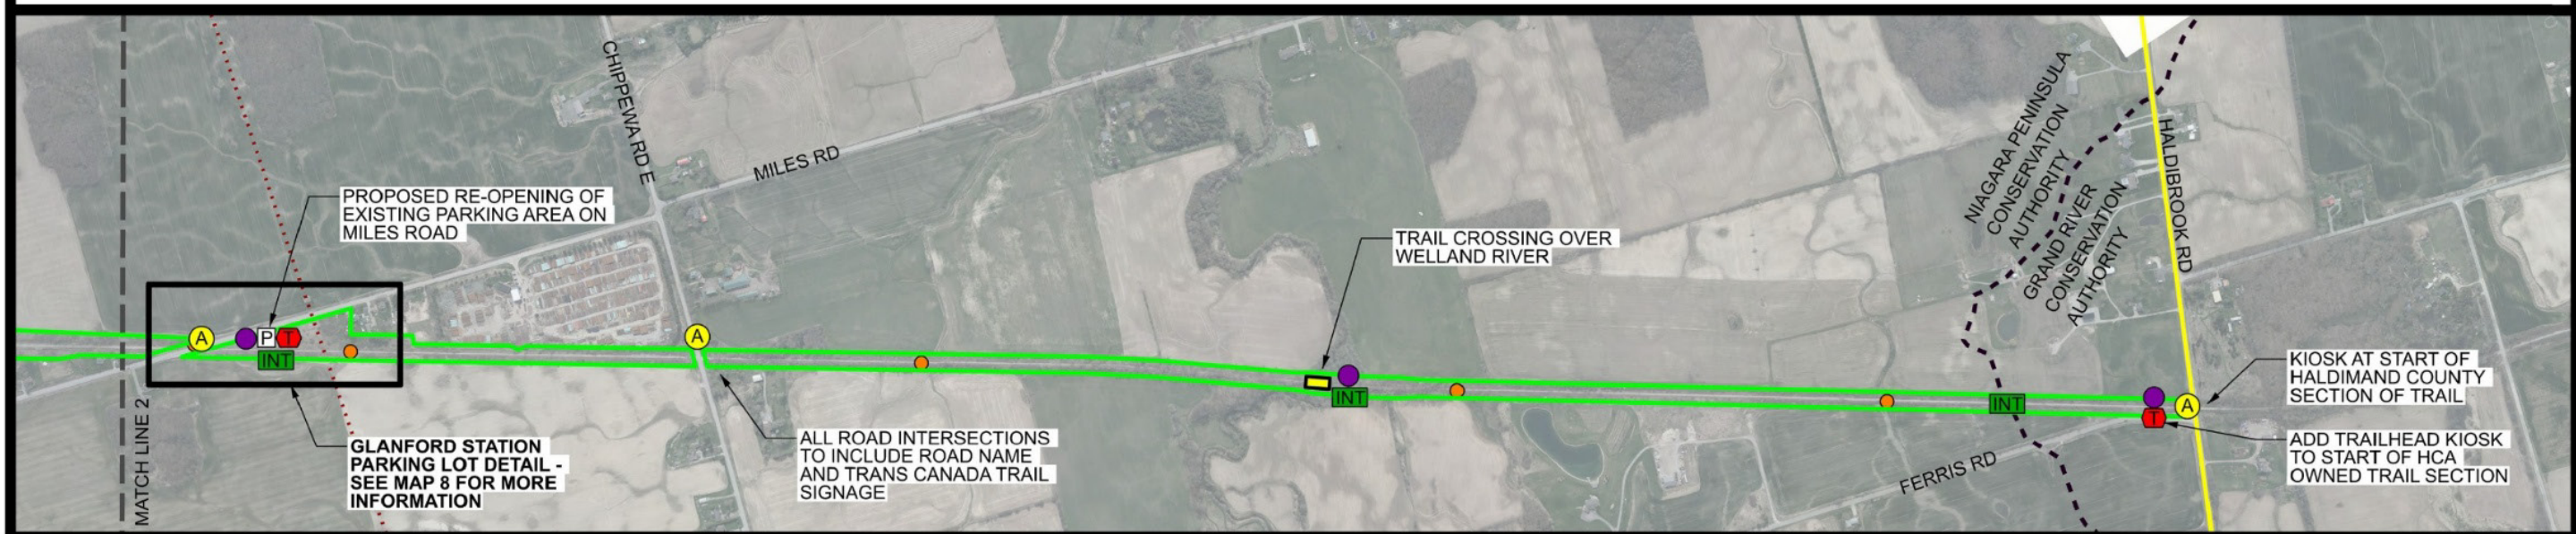 CHIPPEWA RD E
MILES RD
NIAGARA PENINSULA
CONSERVATION
AUTHORITY
GRAND RIVER
CONSERVATION
AUTHORITY
HALDIBROOK RD
PROPOSED RE-OPENING OF
EXISTING PARKING AREA ON
MILES ROAD
TRAIL CROSSING OVER
WELLAND RIVER
A
P
T
INT
A
INT
INT
T
A
KIOSK AT START OF
HALDIMAND COUNTY
SECTION OF TRAIL
MATCH LINE 2
GLANFORD STATION
PARKING LOT DETAIL -
SEE MAP 8 FOR MORE
INFORMATION
ALL ROAD INTERSECTIONS
TO INCLUDE ROAD NAME
AND TRANS CANADA TRAIL
SIGNAGE
FERRIS RD
ADD TRAILHEAD KIOSK
TO START OF HCA
OWNED TRAIL SECTION